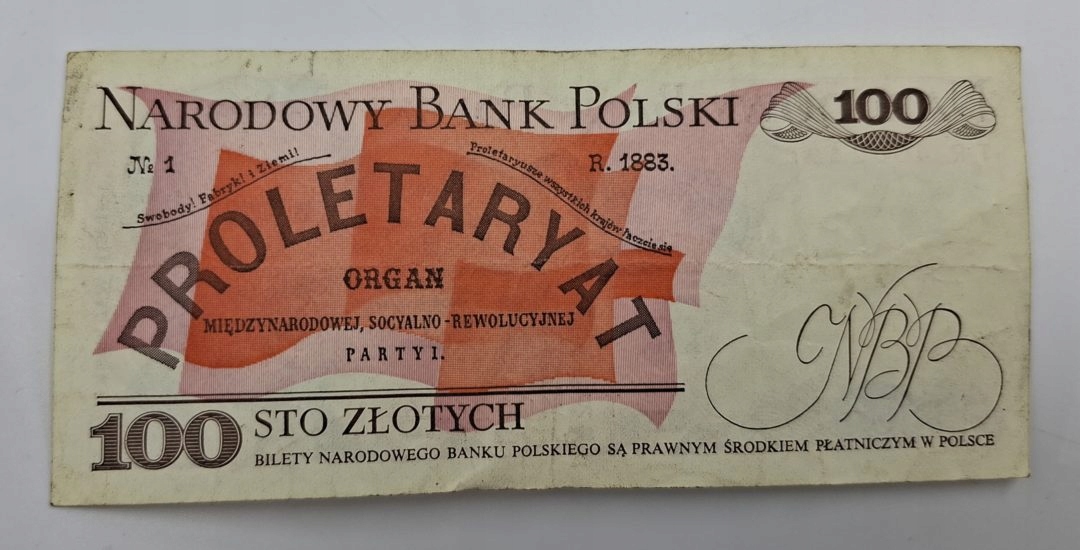 NARODOWY BANK POLSKI
100
№ 1
R. 1883.
Swobody! Fabryk! i Ziemi!
Proletaryusze wszystkich krajów łączcie się
PROLETARYAT
ORGAN
MIĘDZYNARODOWEJ, SOCYALNO-REWOLUCYJNEJ
PARTYI.
NBP
100 STO ZŁOTYCH
BILETY NARODOWEGO BANKU POLSKIEGO SĄ PRAWNYM ŚRODKIEM PŁATNICZYM W POLSCE